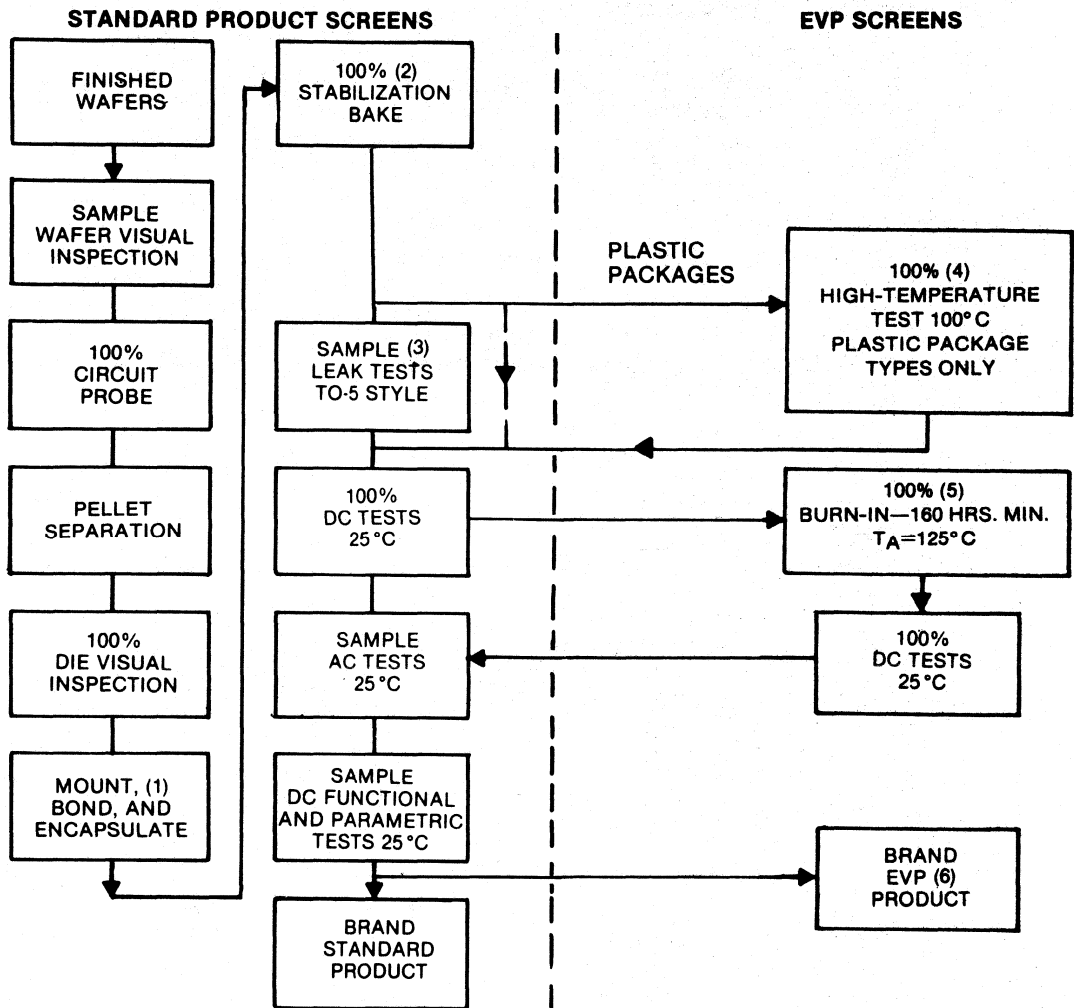 STANDARD PRODUCT SCREENS
EVP SCREENS
FINISHED
WAFERS
SAMPLE
WAFER VISUAL
INSPECTION
100%
CIRCUIT
PROBE
PELLET
SEPARATION
100%
DIE VISUAL
INSPECTION
MOUNT, (1)
BOND, AND
ENCAPSULATE
100% (2)
STABILIZATION
BAKE
SAMPLE (3)
LEAK TESTS
TO-5 STYLE
100%
DC TESTS
25°C
SAMPLE
AC TESTS
25°C
SAMPLE
DC FUNCTIONAL
AND PARAMETRIC
TESTS 25°C
BRAND
STANDARD
PRODUCT
PLASTIC
PACKAGES
100% (4)
HIGH-TEMPERATURE
TEST 100°C
PLASTIC PACKAGE
TYPES ONLY
100% (5)
BURN-IN—160 HRS. MIN.
TA=125°C
100%
DC TESTS
25°C
BRAND
EVP (6)
PRODUCT